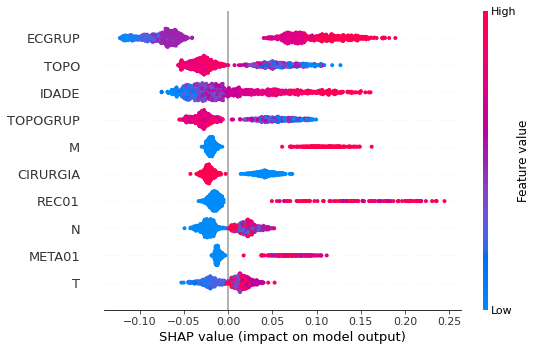 High
ECGRUP
TOPO
IDADE
TOPOGRUP
M
CIRURGIA
REC01
N
META01
T
Feature value
Low
−0.10 −0.05 0.00 0.05 0.10 0.15 0.20 0.25
SHAP value (impact on model output)